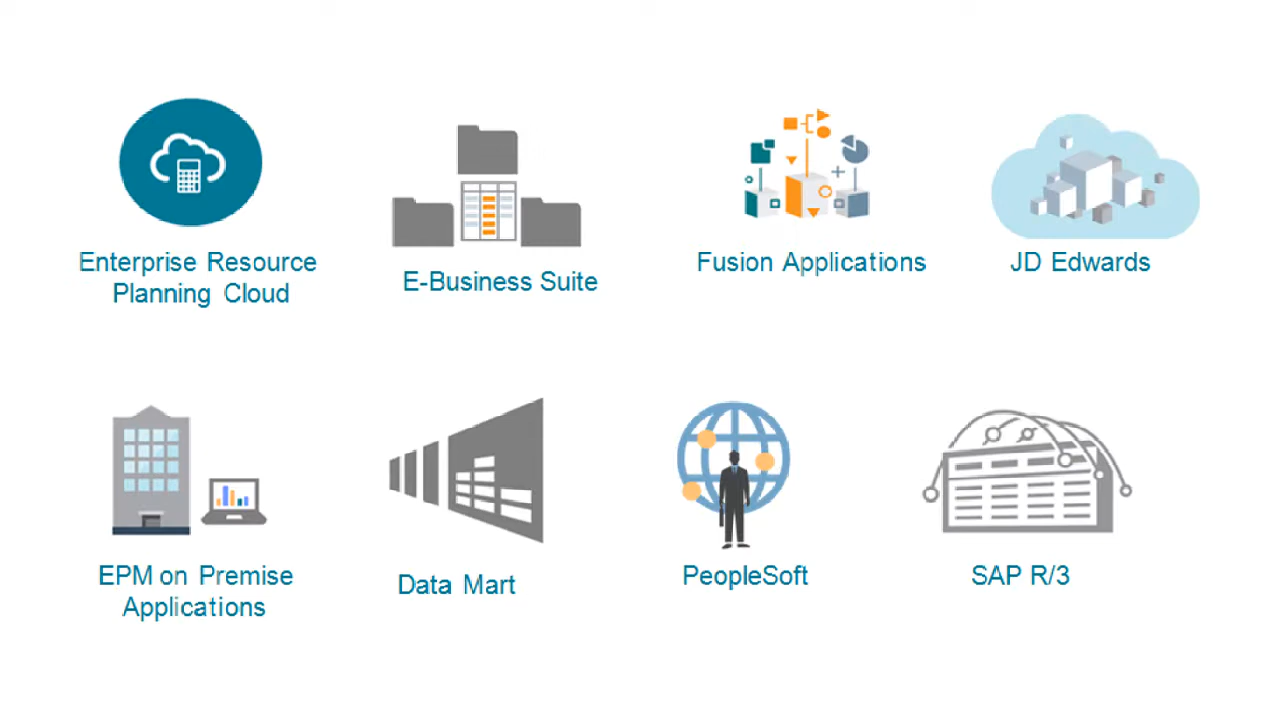 Enterprise Resource
Planning Cloud
E-Business Suite
Fusion Applications
JD Edwards
EPM on Premise
Applications
Data Mart
PeopleSoft
SAP R/3